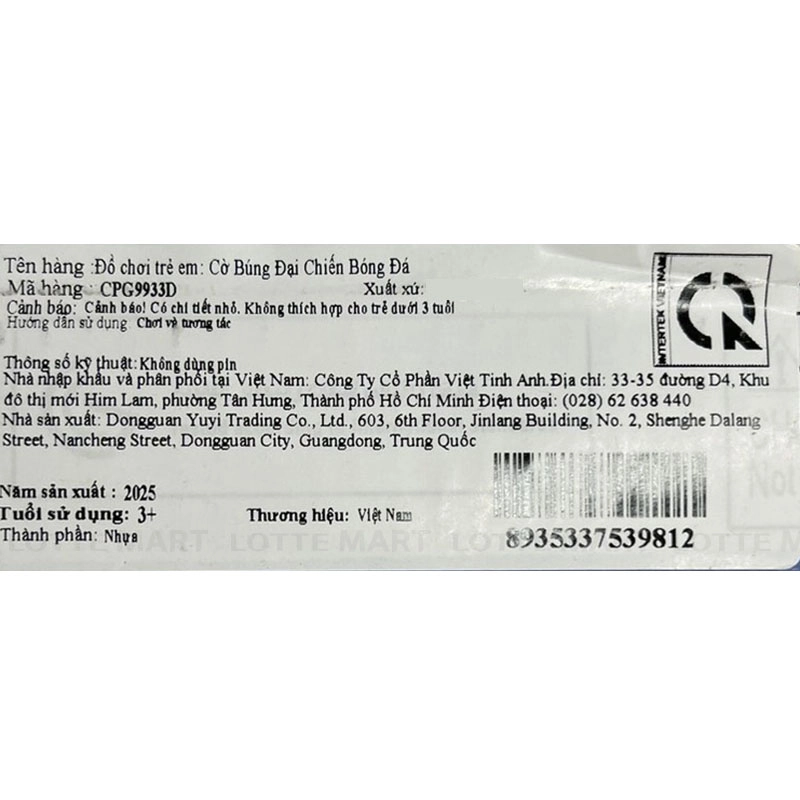 Tên hàng :Đồ chơi trẻ em: Cờ Búng Đại Chiến Bóng Đá
Mã hàng : CPG9933D Xuất xứ:
Cảnh báo: Cảnh báo! Có chi tiết nhỏ. Không thích hợp cho trẻ dưới 3 tuổi
Hướng dẫn sử dụng Chơi và tương tác
Thông số kỹ thuật: Không dùng pin
Nhà nhập khẩu và phân phối tại Việt Nam: Công Ty Cổ Phần Việt Tinh Anh.Địa chỉ: 33-35 đường D4, Khu
đô thị mới Him Lam, phường Tân Hưng, Thành phố Hồ Chí Minh Điện thoại: (028) 62 638 440
Nhà sản xuất: Dongguan Yuyi Trading Co., Ltd., 603, 6th Floor, Jinlang Building, No. 2, Shenghe Dalang
Street, Nancheng Street, Dongguan City, Guangdong, Trung Quốc
Năm sản xuất : 2025
Tuổi sử dụng: 3+ Thương hiệu: Việt Nam
Thành phần: Nhựa
8935337539812
INTERTEK VIETNAM
CR
Not
LOTTE MART LOTTE MART LOTTE MART LOTTE M